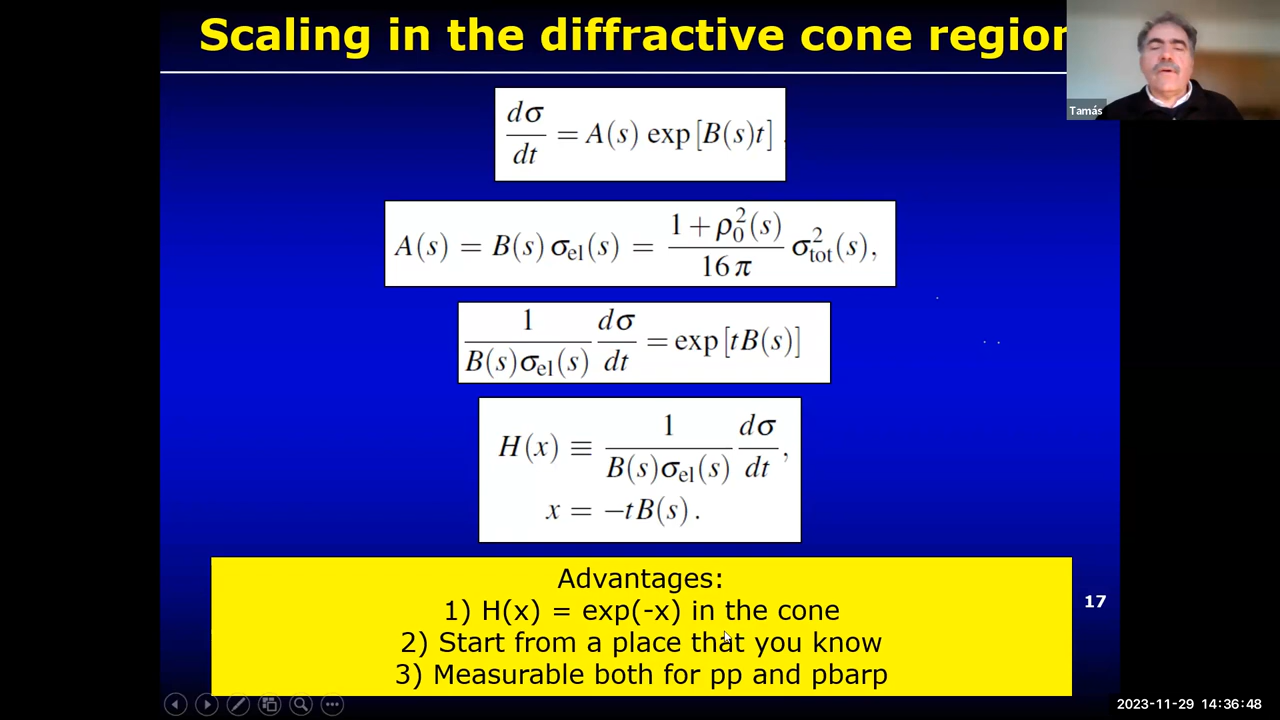 Scaling in the diffractive cone region
Tamás
dσ/dt = A(s) exp[B(s)t].
A(s) = B(s) σ_el(s) = (1+ρ_0^2(s))/(16π) σ_tot^2(s),
1/(B(s)σ_el(s)) dσ/dt = exp[tB(s)]
H(x) ≡ 1/(B(s)σ_el(s)) dσ/dt,
x = −tB(s).
Advantages:
1) H(x) = exp(-x) in the cone
2) Start from a place that you know
3) Measurable both for pp and pbarp
17
2023-11-29 14:36:48